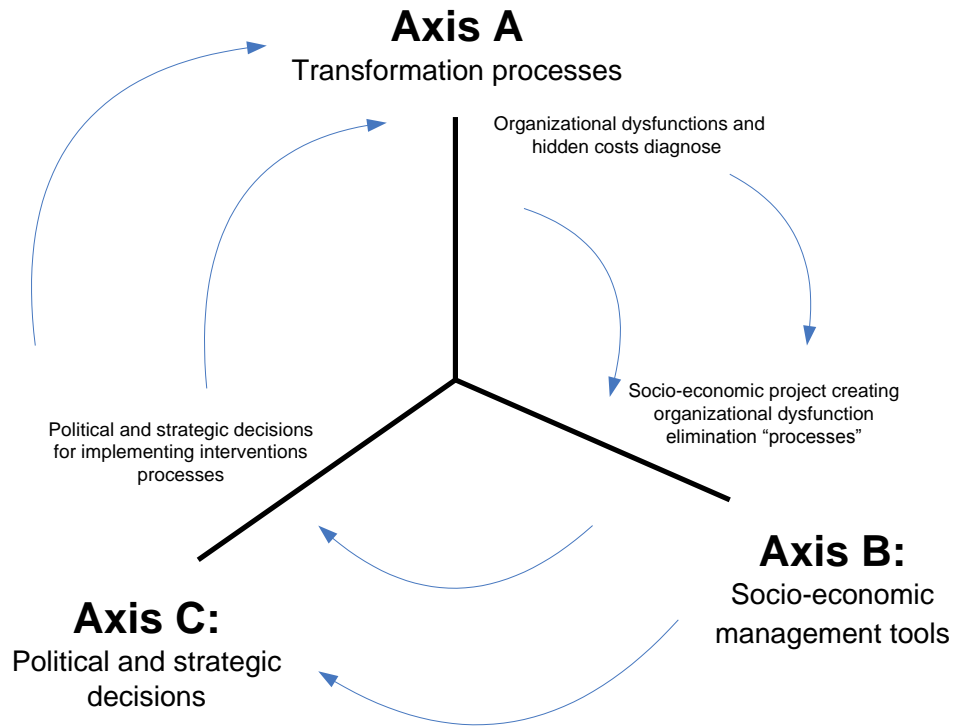 Axis A
Transformation processes
Organizational dysfunctions and
hidden costs diagnose
Socio-economic project creating
organizational dysfunction
elimination “processes”
Political and strategic decisions
for implementing interventions
processes
Axis B:
Socio-economic
management tools
Axis C:
Political and strategic
decisions